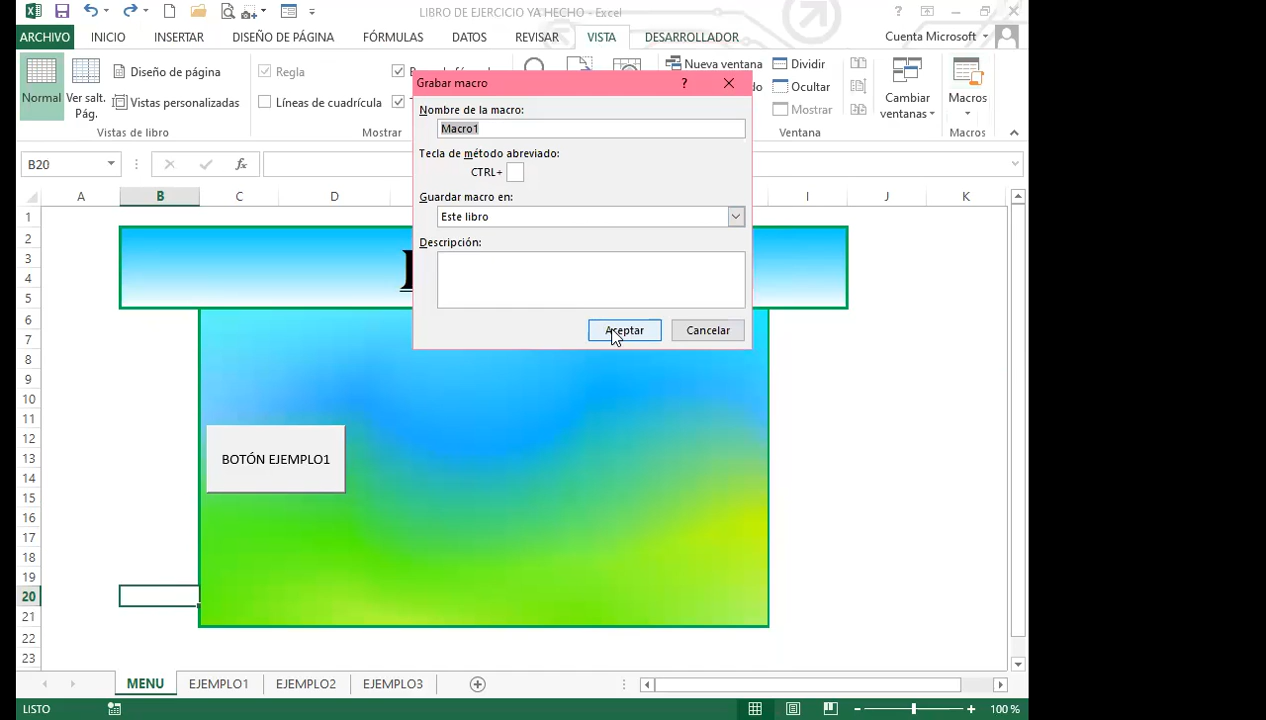 LIBRO DE EJERCICIO YA HECHO - Excel
ARCHIVO INICIO INSERTAR DISEÑO DE PÁGINA FÓRMULAS DATOS REVISAR VISTA DESARROLLADOR Cuenta Microsoft
Normal
Ver salt. Pág.
Diseño de página
Vistas personalizadas
Vistas de libro
Regla
Líneas de cuadrícula
Mostrar
Nueva ventana
Dividir
Ocultar
Mostrar
Ventana
Cambiar ventanas
Macros
Macros
Grabar macro
Nombre de la macro:
Macro1
Tecla de método abreviado:
CTRL+
Guardar macro en:
Este libro
Descripción:
Aceptar Cancelar
B20
A B C D I J K
1
2
3
4
5
6
7
8
9
10
11
12
13
14
15
16
17
18
19
20
21
22
23
BOTÓN EJEMPLO1
MENU EJEMPLO1 EJEMPLO2 EJEMPLO3
LISTO 100 %